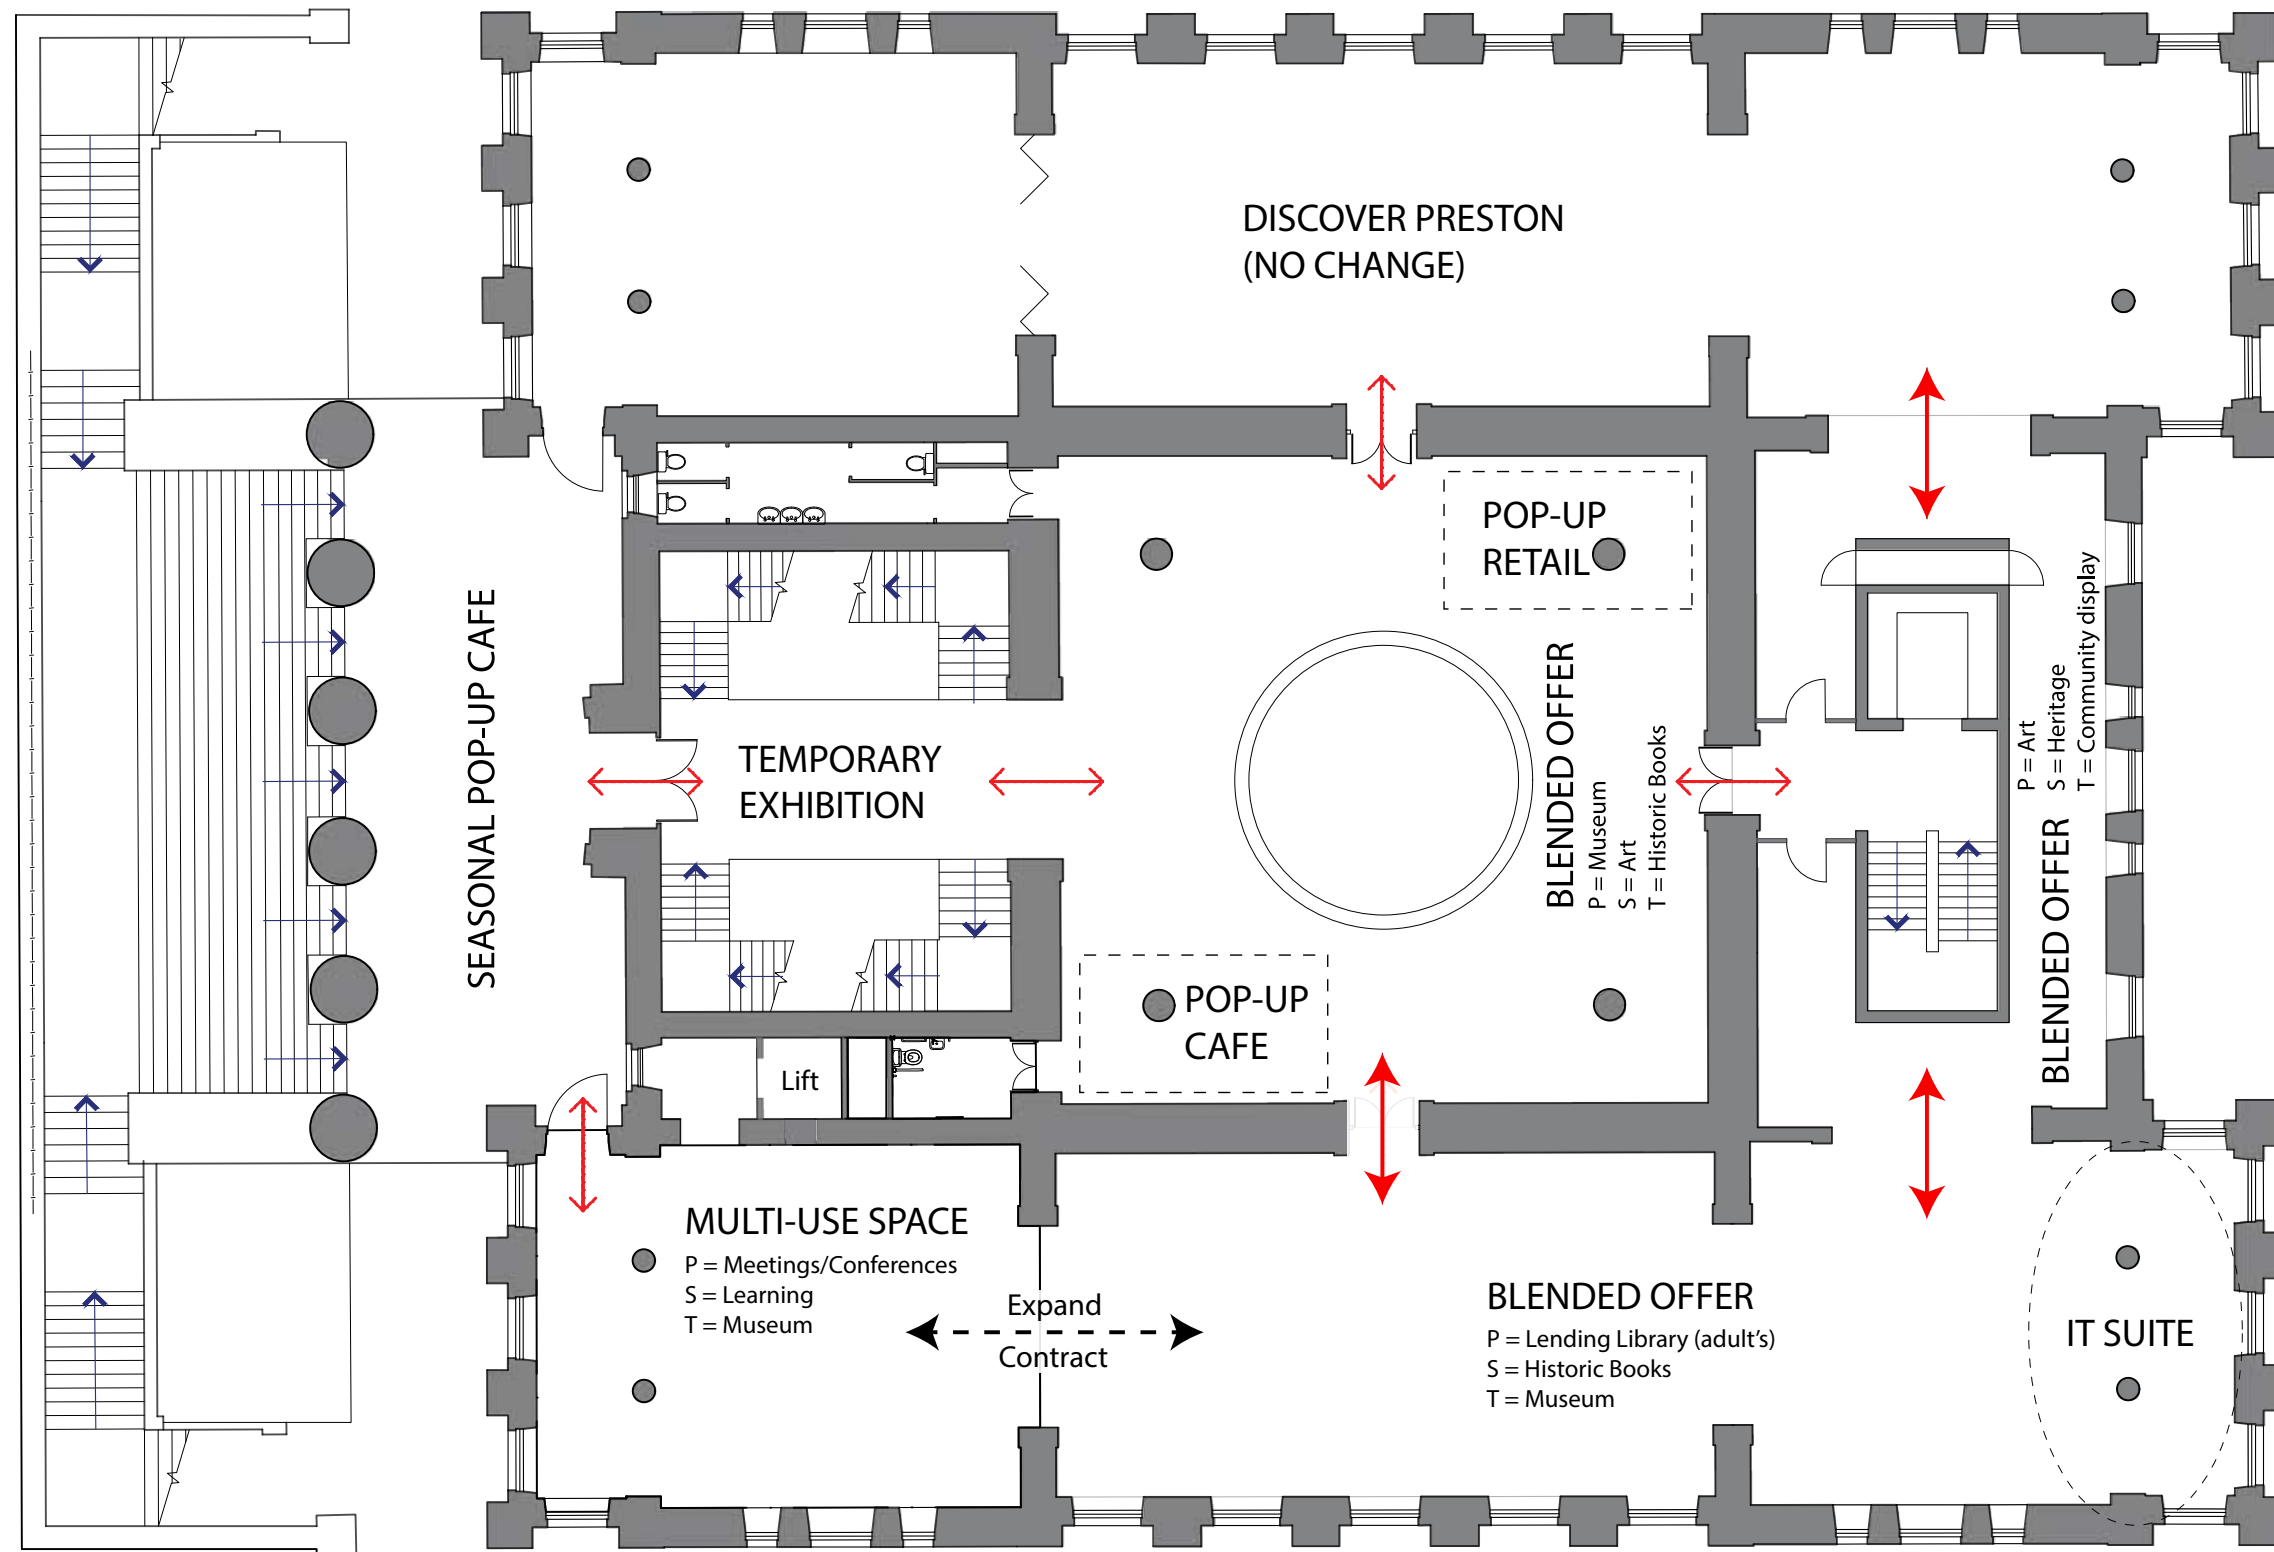 DISCOVER PRESTON
(NO CHANGE)
POP-UP
RETAIL
SEASONAL POP-UP CAFE
TEMPORARY
EXHIBITION
BLENDED OFFER
P = Museum
S = Art
T = Historic Books
BLENDED OFFER
P = Art
S = Heritage
T = Community display
POP-UP
CAFE
Lift
MULTI-USE SPACE
P = Meetings/Conferences
S = Learning
T = Museum
Expand
Contract
BLENDED OFFER
P = Lending Library (adult’s)
S = Historic Books
T = Museum
IT SUITE